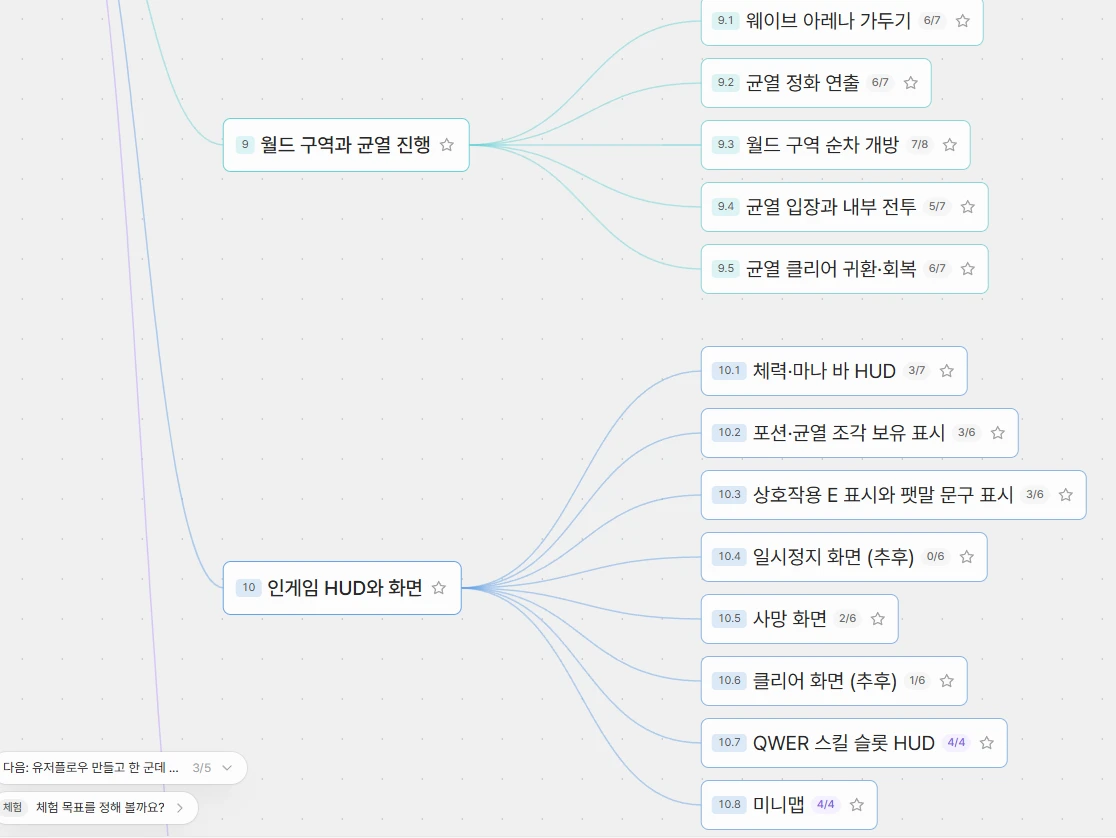 9.1 웨이브 아레나 가두기 6/7
9.2 균열 정화 연출 6/7
9 월드 구역과 균열 진행
9.3 월드 구역 순차 개방 7/8
9.4 균열 입장과 내부 전투 5/7
9.5 균열 클리어 귀환·회복 6/7
10.1 체력·마나 바 HUD 3/7
10.2 포션·균열 조각 보유 표시 3/6
10.3 상호작용 E 표시와 팻말 문구 표시 3/6
10.4 일시정지 화면 (추후) 0/6
10 인게임 HUD와 화면
10.5 사망 화면 2/6
10.6 클리어 화면 (추후) 1/6
10.7 QWER 스킬 슬롯 HUD 4/4
10.8 미니맵 4/4
다음: 유저플로우 만들고 한 군데 ... 3/5
체험 체험 목표를 정해 볼까요?